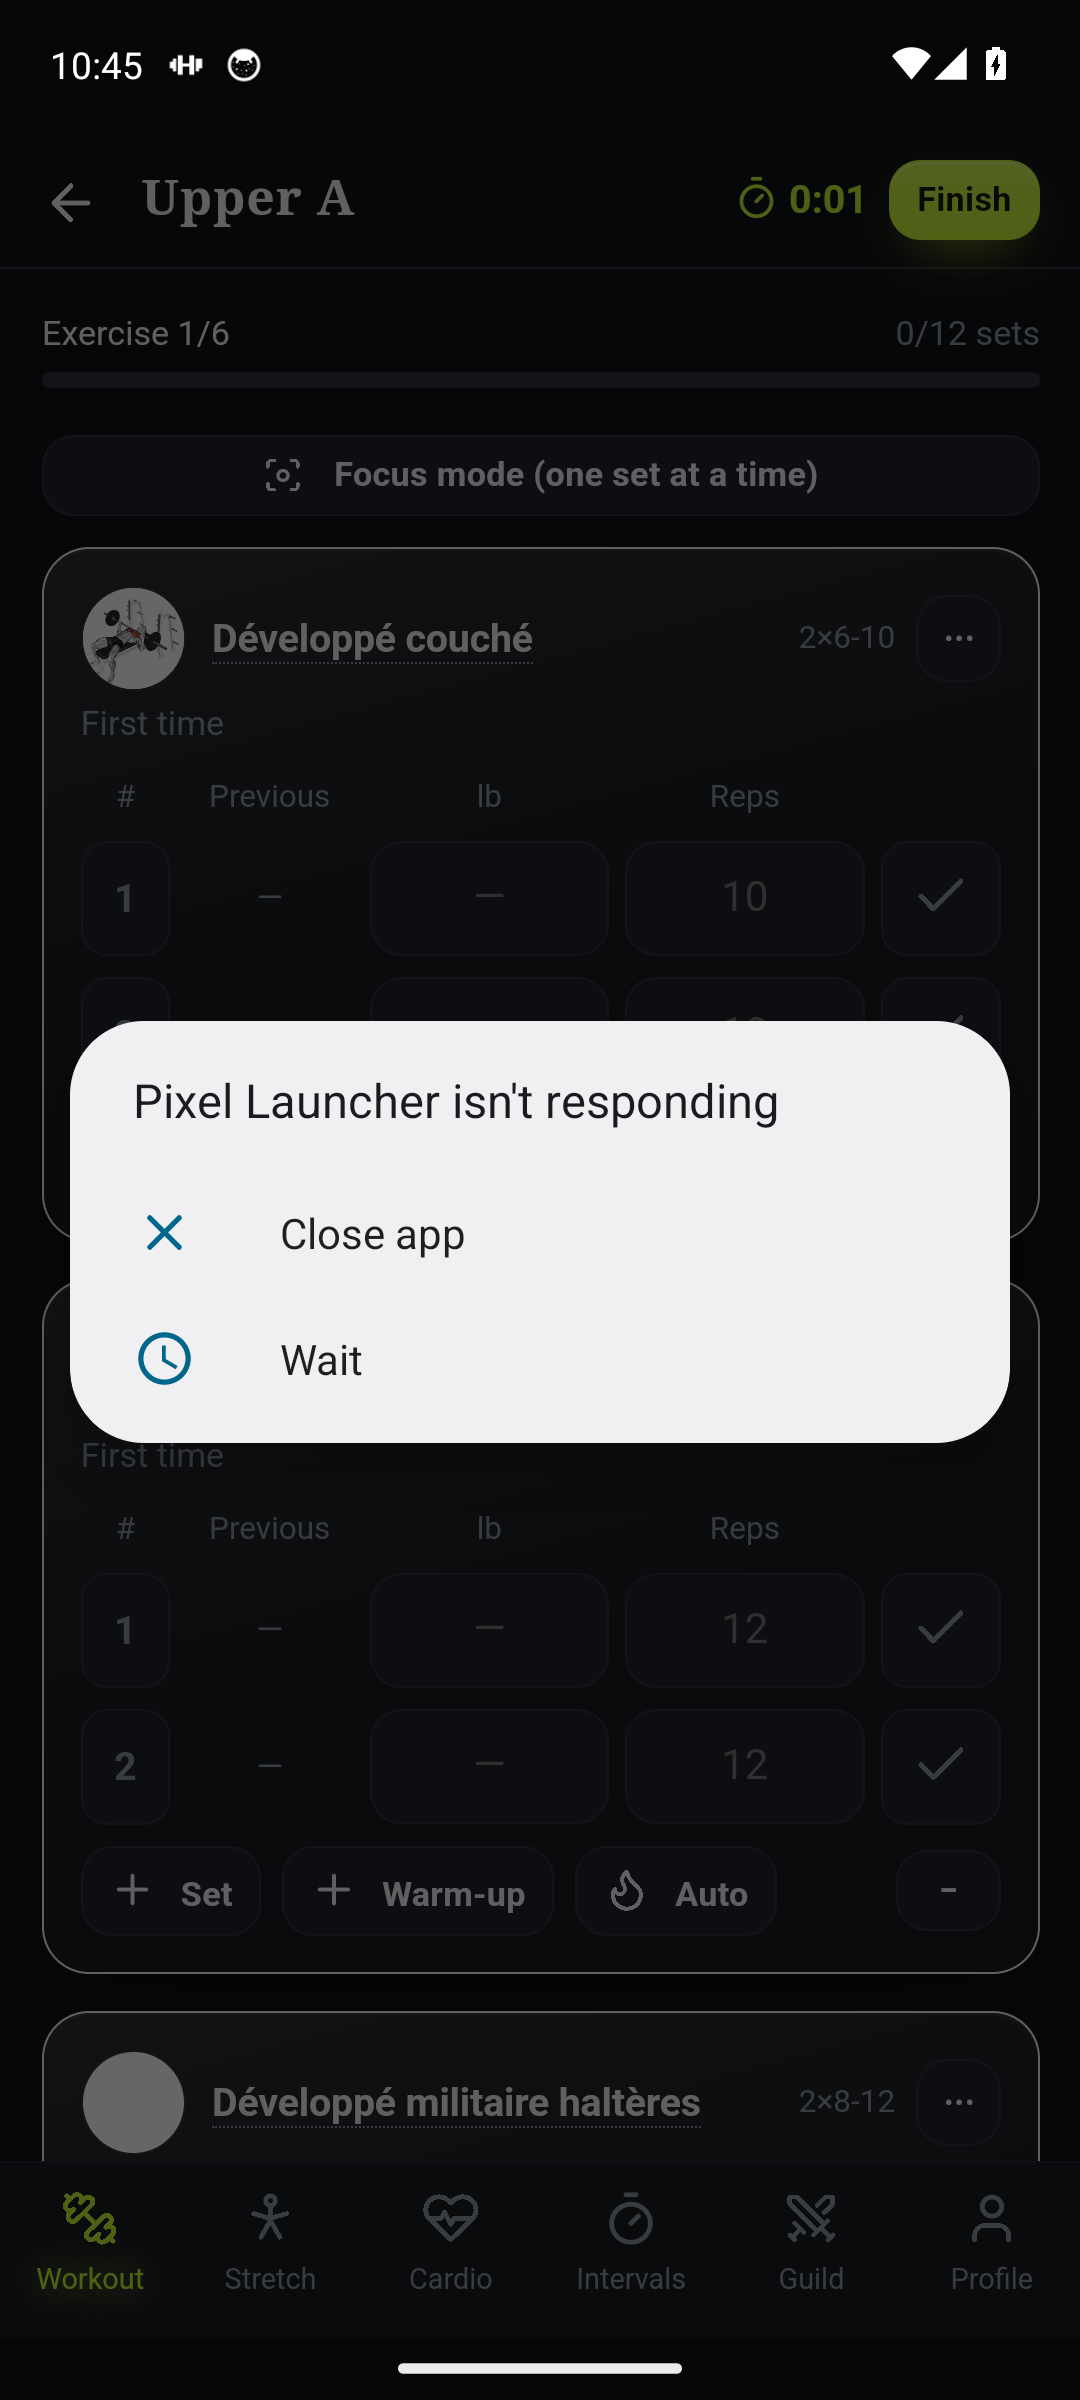 10:45
Upper A
0:01
Finish
Exercise 1/6
0/12 sets
Focus mode (one set at a time)
Développé couché
2×6-10
...
First time
# Previous lb Reps
1 – — 10
Pixel Launcher isn't responding
Close app
Wait
First time
# Previous lb Reps
1 – — 12
2 – — 12
+ Set
+ Warm-up
Auto
-
Développé militaire haltères
2×8-12
...
Workout
Stretch
Cardio
Intervals
Guild
Profile